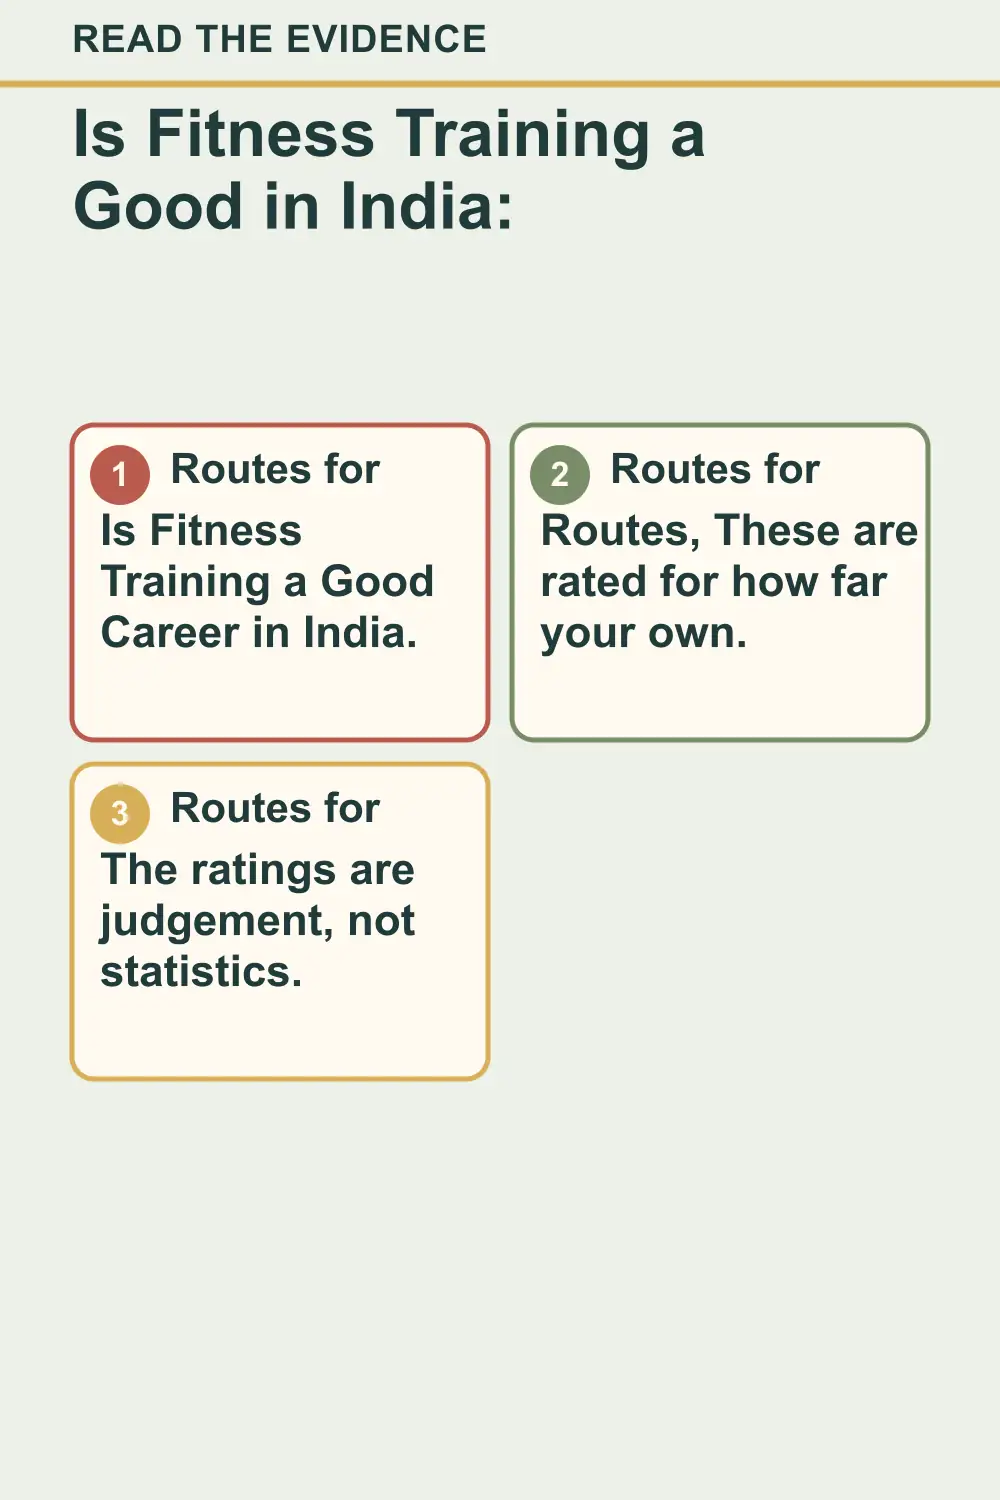 READ THE EVIDENCE
Is Fitness Training a
Good in India:
1 Routes for
Is Fitness
Training a Good
Career in India.
2 Routes for
Routes, These are
rated for how far
your own.
3 Routes for
The ratings are
judgement, not
statistics.